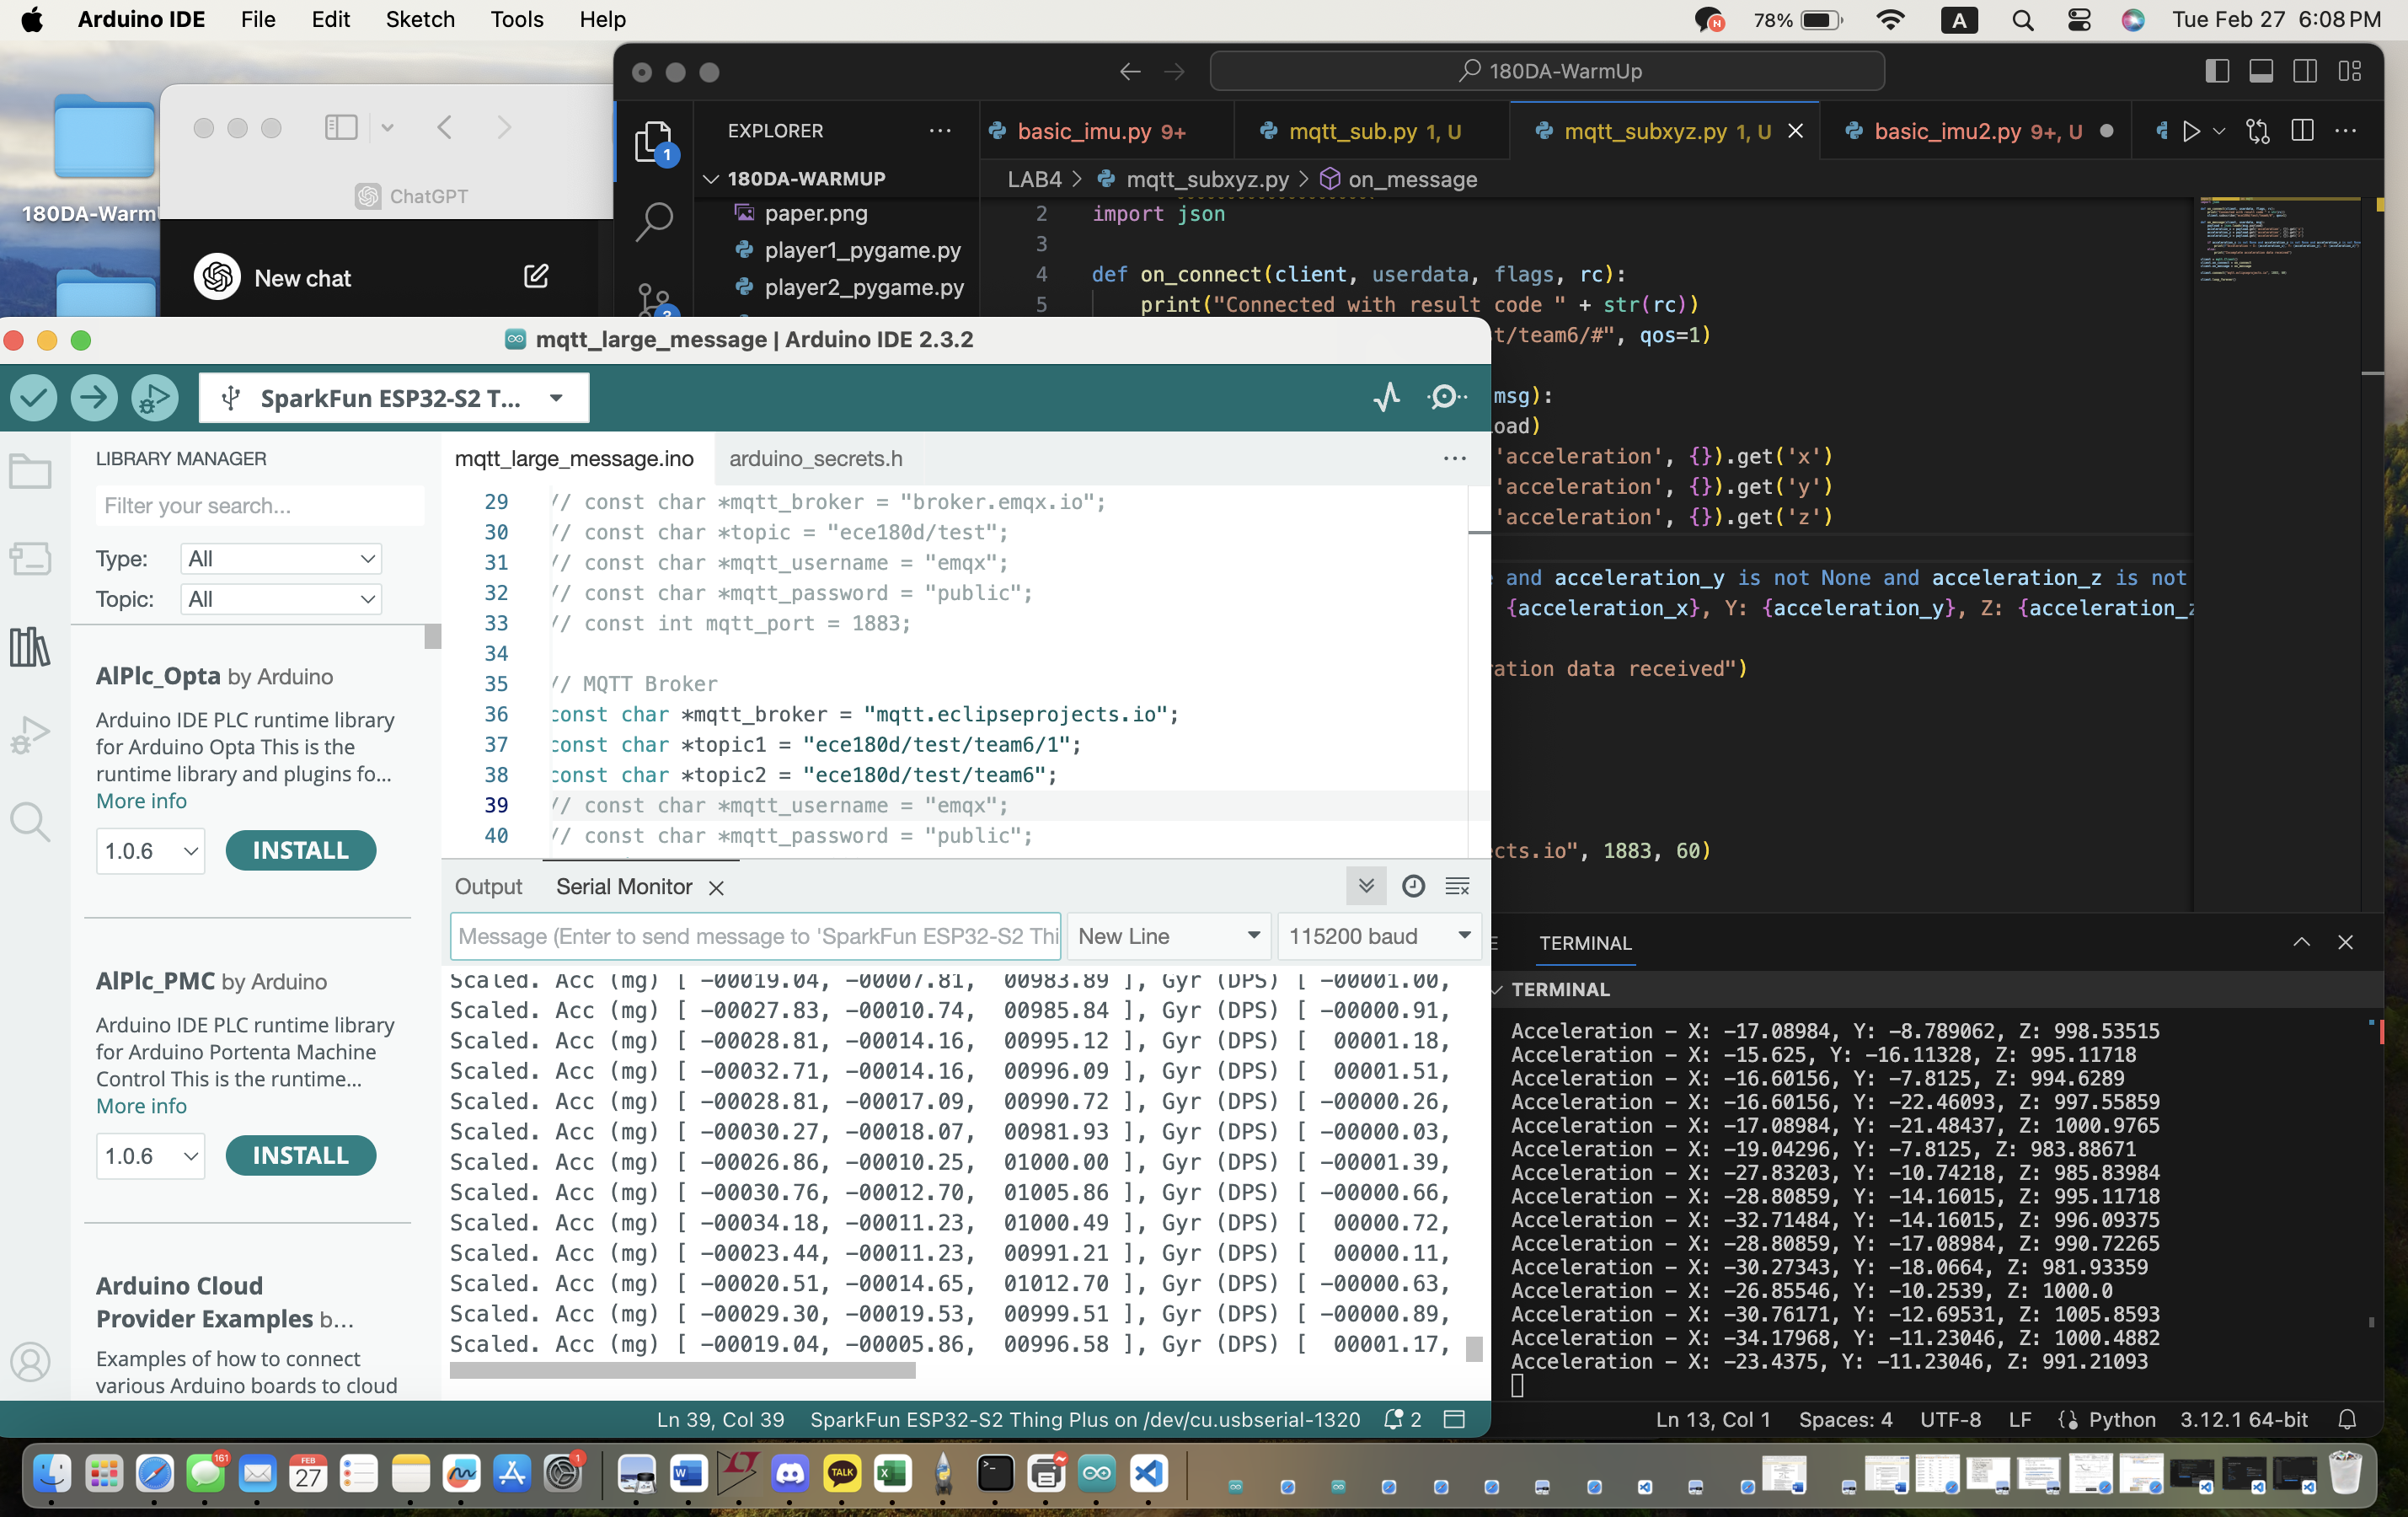 Arduino IDE File Edit Sketch Tools Help
78% A Tue Feb 27 6:08 PM
180DA-WarmUp
ChatGPT
180DA-Warm
New chat
EXPLORER
1
180DA-WARMUP
paper.png
player1_pygame.py
player2_pygame.py
basic_imu.py 9+
mqtt_sub.py 1, U
mqtt_subxyz.py 1, U
basic_imu2.py 9+, U
LAB4 > mqtt_subxyz.py > on_message
2 import json
3
4 def on_connect(client, userdata, flags, rc):
5 print("Connected with result code " + str(rc))
t/team6/#", qos=1)
msg):
oad)
'acceleration', {}).get('x')
'acceleration', {}).get('y')
'acceleration', {}).get('z')
and acceleration_y is not None and acceleration_z is not
{acceleration_x}, Y: {acceleration_y}, Z: {acceleration_z
ation data received")
cts.io", 1883, 60)
mqtt_large_message | Arduino IDE 2.3.2
SparkFun ESP32-S2 T...
LIBRARY MANAGER
Filter your search...
Type: All
Topic: All
AlPlc_Opta by Arduino
Arduino IDE PLC runtime library
for Arduino Opta This is the
runtime library and plugins fo...
More info
1.0.6 INSTALL
AlPlc_PMC by Arduino
Arduino IDE PLC runtime library
for Arduino Portenta Machine
Control This is the runtime...
More info
1.0.6 INSTALL
Arduino Cloud
Provider Examples b...
Examples of how to connect
various Arduino boards to cloud
mqtt_large_message.ino arduino_secrets.h
29 // const char *mqtt_broker = "broker.emqx.io";
30 // const char *topic = "ece180d/test";
31 // const char *mqtt_username = "emqx";
32 // const char *mqtt_password = "public";
33 // const int mqtt_port = 1883;
34
35 // MQTT Broker
36 const char *mqtt_broker = "mqtt.eclipseprojects.io";
37 const char *topic1 = "ece180d/test/team6/1";
38 const char *topic2 = "ece180d/test/team6";
39 // const char *mqtt_username = "emqx";
40 // const char *mqtt_password = "public";
Output Serial Monitor
Message (Enter to send message to 'SparkFun ESP32-S2 Thi
New Line 115200 baud
Scaled. Acc (mg) [ -00019.04, -00007.81, 00983.89 ], Gyr (DPS) [ -00001.00,
Scaled. Acc (mg) [ -00027.83, -00010.74, 00985.84 ], Gyr (DPS) [ -00000.91,
Scaled. Acc (mg) [ -00028.81, -00014.16, 00995.12 ], Gyr (DPS) [ 00001.18,
Scaled. Acc (mg) [ -00032.71, -00014.16, 00996.09 ], Gyr (DPS) [ 00001.51,
Scaled. Acc (mg) [ -00028.81, -00017.09, 00990.72 ], Gyr (DPS) [ -00000.26,
Scaled. Acc (mg) [ -00030.27, -00018.07, 00981.93 ], Gyr (DPS) [ -00000.03,
Scaled. Acc (mg) [ -00026.86, -00010.25, 01000.00 ], Gyr (DPS) [ -00001.39,
Scaled. Acc (mg) [ -00030.76, -00012.70, 01005.86 ], Gyr (DPS) [ -00000.66,
Scaled. Acc (mg) [ -00034.18, -00011.23, 01000.49 ], Gyr (DPS) [ 00000.72,
Scaled. Acc (mg) [ -00023.44, -00011.23, 00991.21 ], Gyr (DPS) [ 00000.11,
Scaled. Acc (mg) [ -00020.51, -00014.65, 01012.70 ], Gyr (DPS) [ -00000.63,
Scaled. Acc (mg) [ -00029.30, -00019.53, 00999.51 ], Gyr (DPS) [ -00000.89,
Scaled. Acc (mg) [ -00019.04, -00005.86, 00996.58 ], Gyr (DPS) [ 00001.17,
Ln 39, Col 39 SparkFun ESP32-S2 Thing Plus on /dev/cu.usbserial-1320 2
TERMINAL
TERMINAL
Acceleration - X: -17.08984, Y: -8.789062, Z: 998.53515
Acceleration - X: -15.625, Y: -16.11328, Z: 995.11718
Acceleration - X: -16.60156, Y: -7.8125, Z: 994.6289
Acceleration - X: -16.60156, Y: -22.46093, Z: 997.55859
Acceleration - X: -17.08984, Y: -21.48437, Z: 1000.9765
Acceleration - X: -19.04296, Y: -7.8125, Z: 983.88671
Acceleration - X: -27.83203, Y: -10.74218, Z: 985.83984
Acceleration - X: -28.80859, Y: -14.16015, Z: 995.11718
Acceleration - X: -32.71484, Y: -14.16015, Z: 996.09375
Acceleration - X: -28.80859, Y: -17.08984, Z: 990.72265
Acceleration - X: -30.27343, Y: -18.0664, Z: 981.93359
Acceleration - X: -26.85546, Y: -10.2539, Z: 1000.0
Acceleration - X: -30.76171, Y: -12.69531, Z: 1005.8593
Acceleration - X: -34.17968, Y: -11.23046, Z: 1000.4882
Acceleration - X: -23.4375, Y: -11.23046, Z: 991.21093
Ln 13, Col 1 Spaces: 4 UTF-8 LF Python 3.12.1 64-bit
161
FEB
27
1
TALK